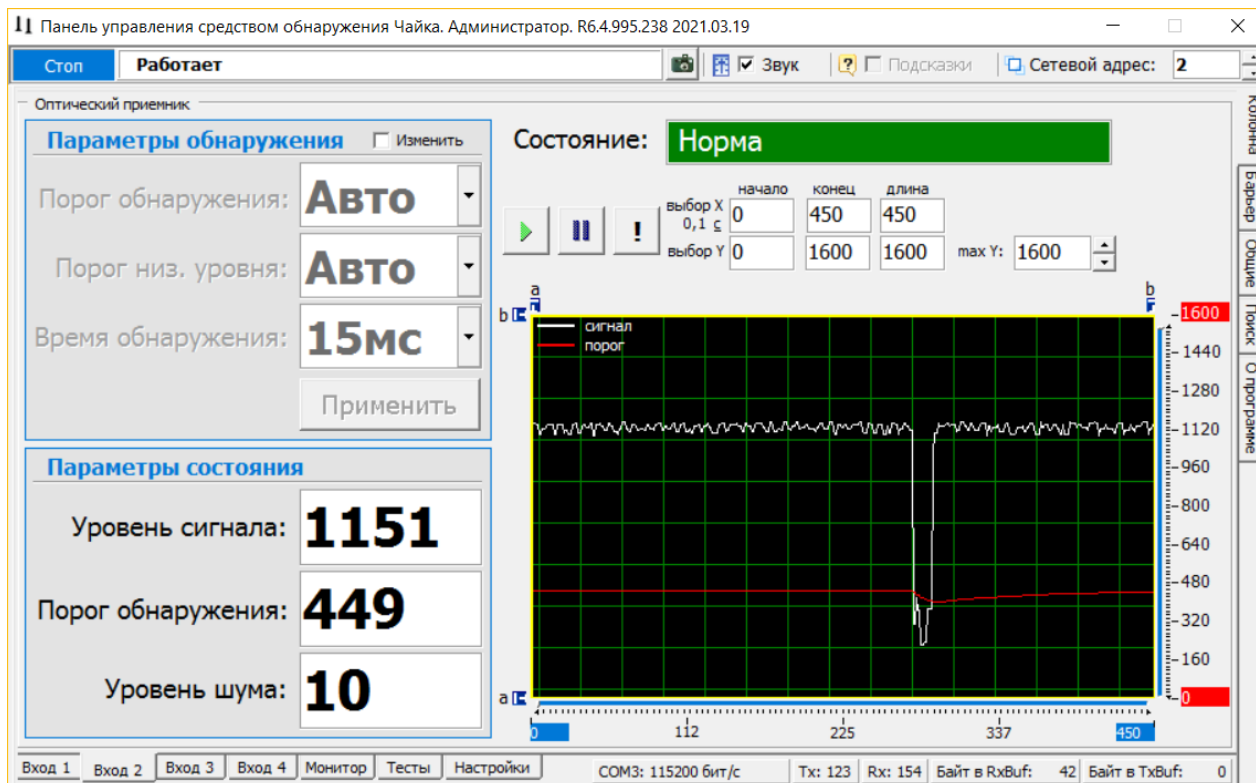 Панель управления средством обнаружения Чайка. Администратор. R6.4.995.238 2021.03.19
Стоп Работает Звук Подсказки Сетевой адрес: 2
Оптический приемник
Параметры обнаружения Изменить
Порог обнаружения: Авто
Порог низ. уровня: Авто
Время обнаружения: 15мс
Применить
Параметры состояния
Уровень сигнала: 1151
Порог обнаружения: 449
Уровень шума: 10
Состояние: Норма
начало конец длина
выбор X 0 450 450
0,1 с
выбор Y 0 1600 1600 max Y: 1600
! 
a b
b
сигнал
порог
1600
1440
1280
1120
960
800
640
480
320
160
0
a
0 112 225 337 450
Колонна
Барьер
Общие
Поиск
О программе
Вход 1 Вход 2 Вход 3 Вход 4 Монитор Тесты Настройки
COM3: 115200 бит/с Tx: 123 Rx: 154 Байт в RxBuf: 42 Байт в TxBuf: 0